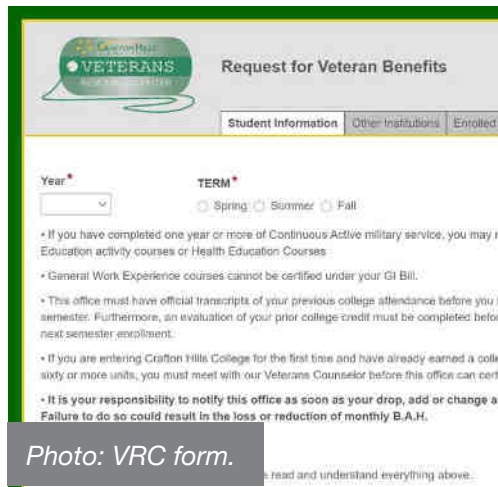 Crafton Hills
VETERANS
Request for Veteran Benefits
Student Information Other Institutions Enrolled
Year* TERM*
Spring Summer Fall
• If you have completed one year or more of Continuous Active military service, you may
Education activity courses or Health Education Courses
• General Work Experience courses cannot be certified under your GI Bill.
• This office must have official transcripts of your previous college attendance before you
semester. Furthermore, an evaluation of your prior college credit must be completed
next semester enrollment.
• If you are entering Crafton Hills College for the first time and have already earned a
sixty or more units, you must meet with our Veterans Counselor before this office can
• It is your responsibility to notify this office as soon as your drop, add or change a
Failure to do so could result in the loss or reduction of monthly B.A.H.
Photo: VRC form.
read and understand everything above.